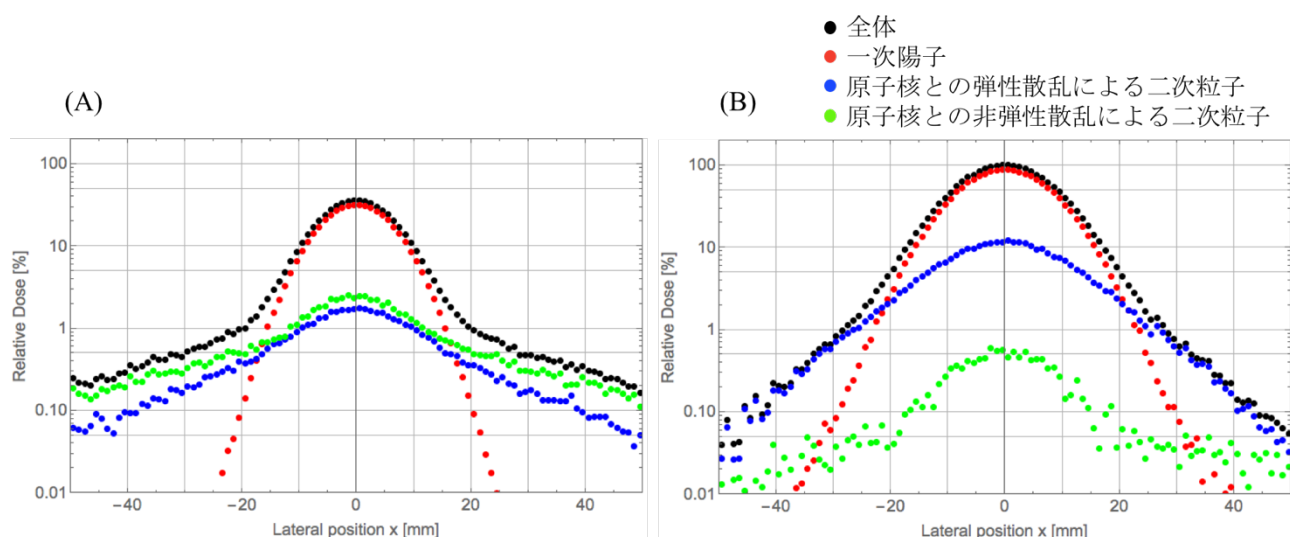 全体
一次陽子
原子核との弾性散乱による二次粒子
原子核との非弾性散乱による二次粒子
(A)
(B)
Relative Dose [%]
100
10
1
0.10
0.01
−40
−20
0
20
40
Lateral position x [mm]
Relative Dose [%]
100
10
1
0.10
0.01
−40
−20
0
20
40
Lateral position x [mm]